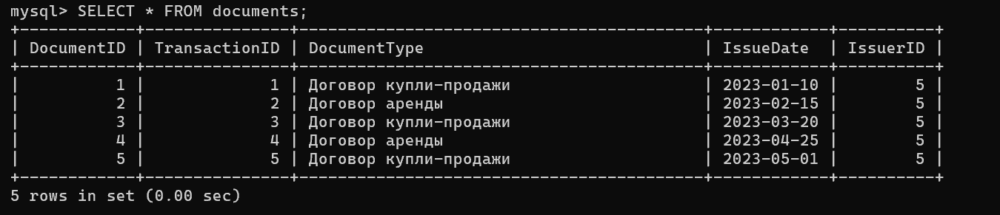 mysql> SELECT * FROM documents;
+------------+---------------+--------------------------------------------+------------+----------+
| DocumentID | TransactionID | DocumentType                               | IssueDate  | IssuerID |
+------------+---------------+--------------------------------------------+------------+----------+
|          1 |             1 | Договор купли-продажи                      | 2023-01-10 |        5 |
|          2 |             2 | Договор аренды                             | 2023-02-15 |        5 |
|          3 |             3 | Договор купли-продажи                      | 2023-03-20 |        5 |
|          4 |             4 | Договор аренды                             | 2023-04-25 |        5 |
|          5 |             5 | Договор купли-продажи                      | 2023-05-01 |        5 |
+------------+---------------+--------------------------------------------+------------+----------+
5 rows in set (0.00 sec)